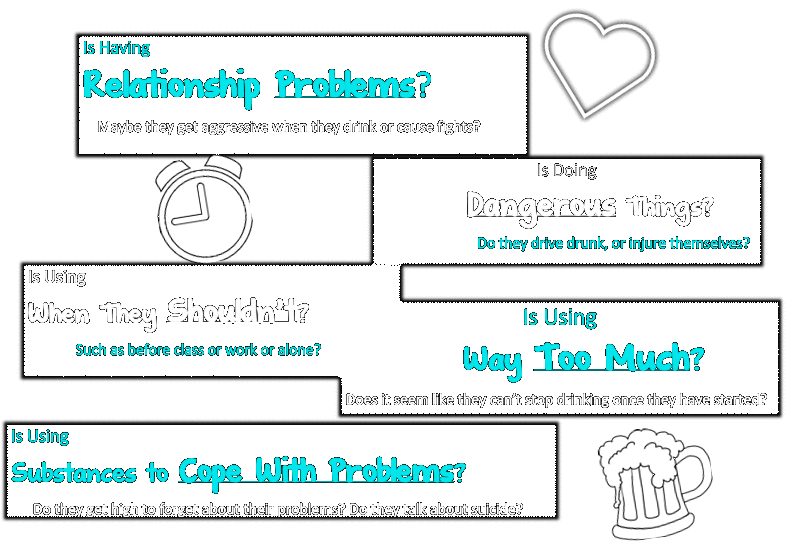 Is Having
Relationship Problems?
Maybe they get aggressive when they drink or cause fights?
Is Doing
Dangerous Things?
Do they drive drunk, or injure themselves?
Is Using
When They Shouldn't?
Such as before class or work or alone?
Is Using
Way Too Much?
Does it seem like they can't stop drinking once they have started?
Is Using
Substances to Cope With Problems?
Do they get high to forget about their problems? Do they talk about suicide?